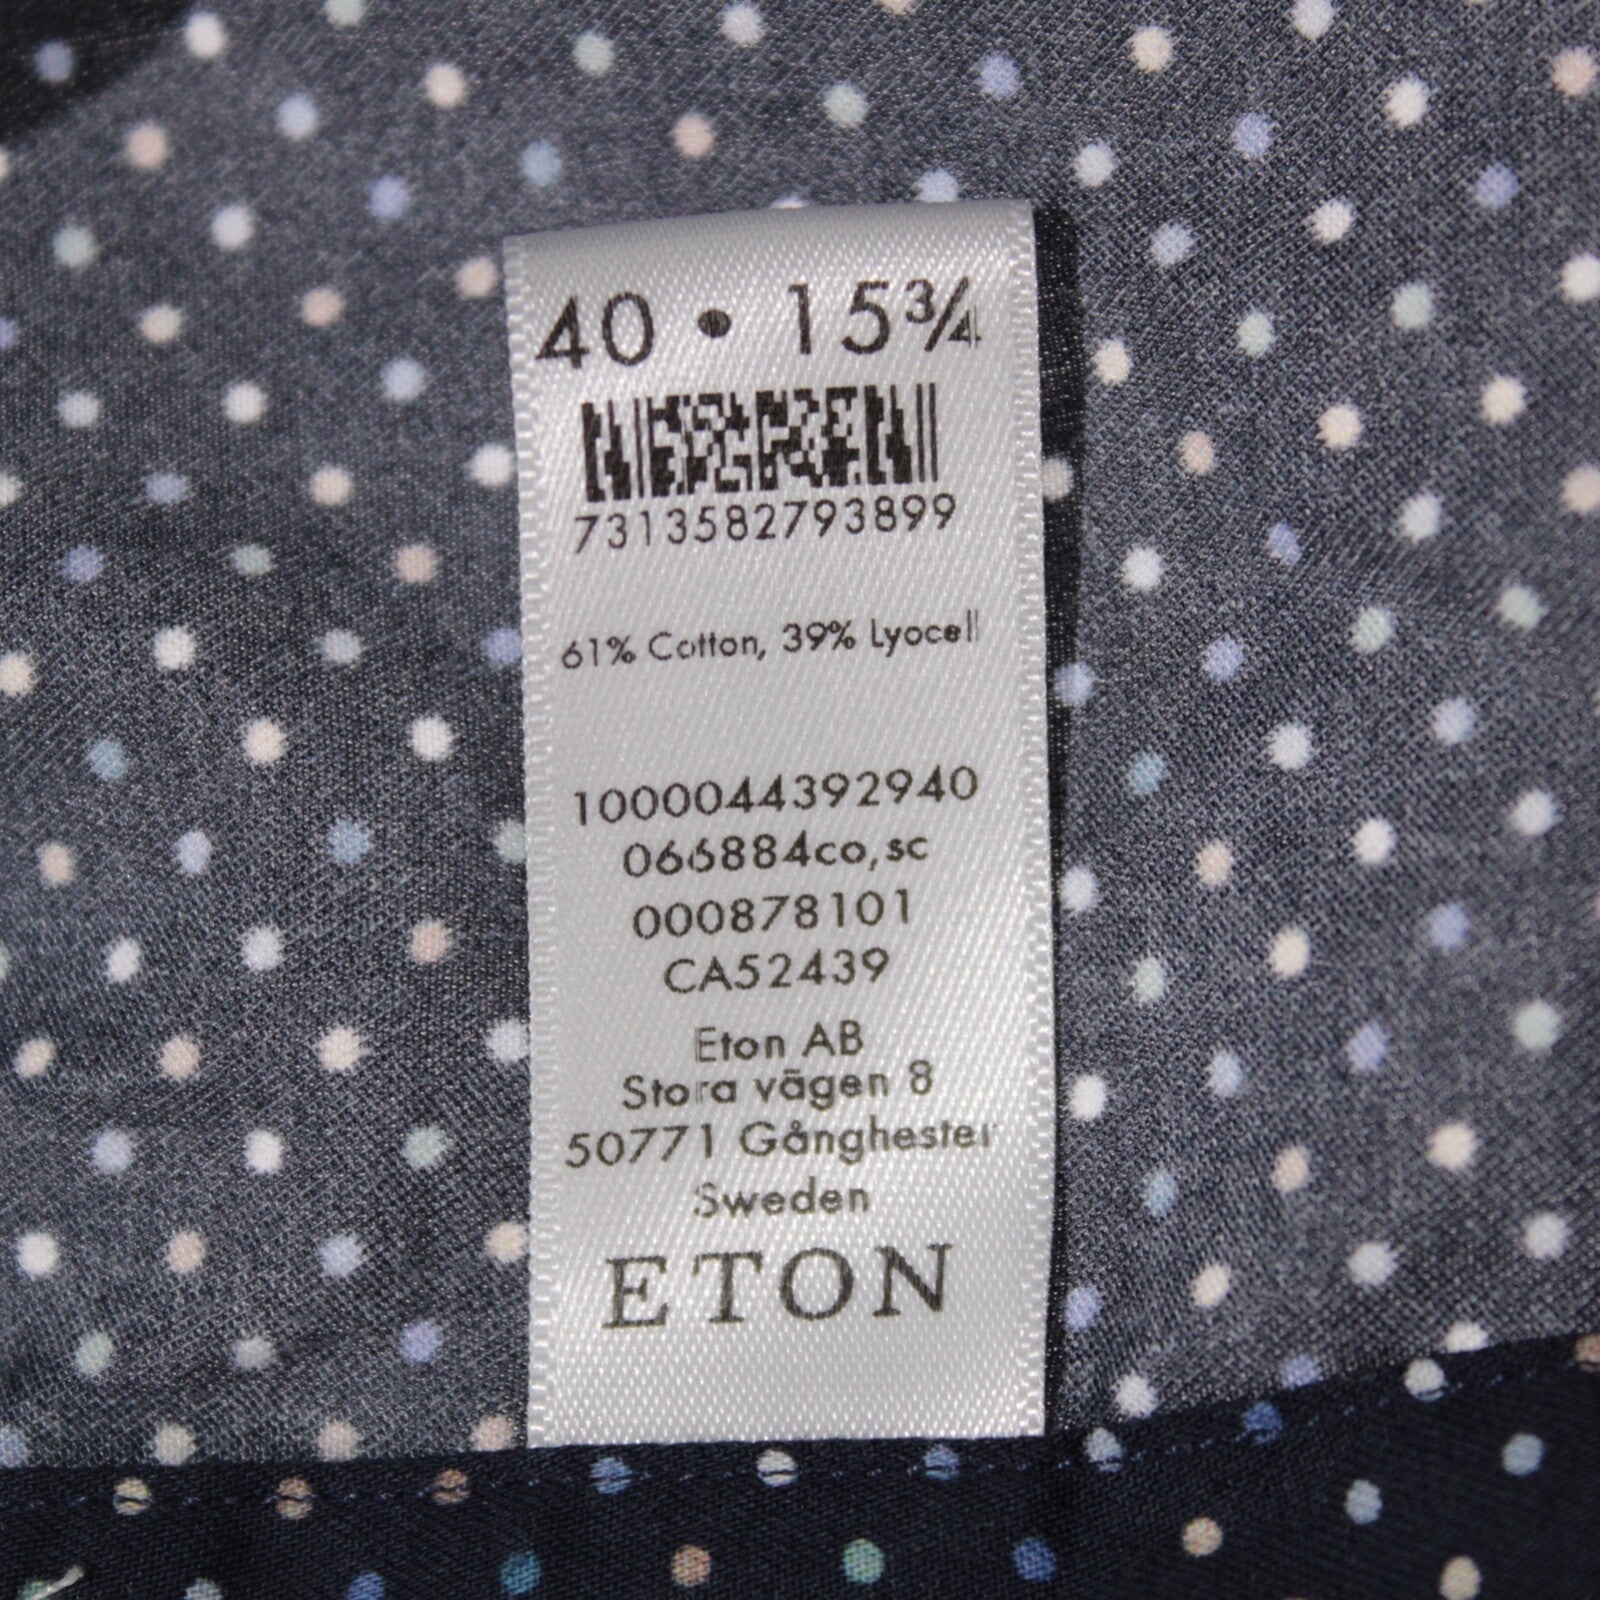 40 • 15¾
7313582793899
61% Cotton, 39% Lyocell
1000044392940
066884co,sc
000878101
CA52439
Eton AB
Stora vägen 8
50771 Gånghester
Sweden
ETON